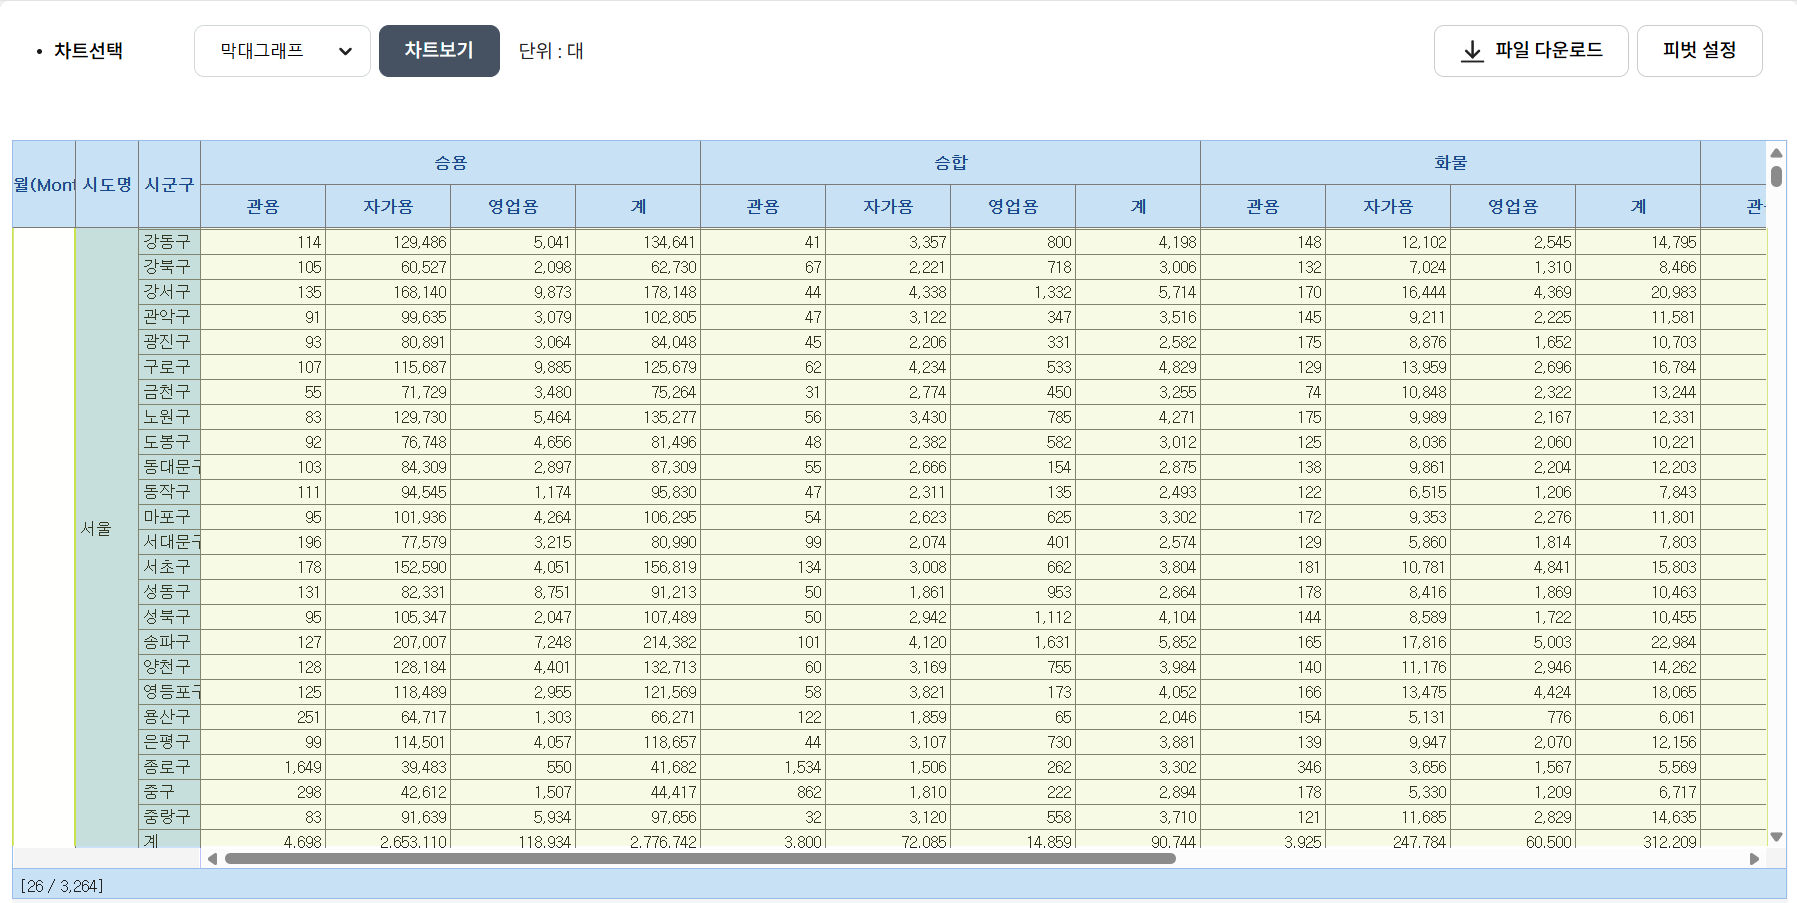 • 차트선택 막대그래프 차트보기 단위 : 대 파일 다운로드 피벗 설정
월(Mont 시도명 시군구 승용 승합 화물
관용 자가용 영업용 계 관용 자가용 영업용 계 관용 자가용 영업용 계 관
강동구 114 129,486 5,041 134,641 41 3,357 800 4,198 148 12,102 2,545 14,795
강북구 105 60,527 2,098 62,730 67 2,221 718 3,006 132 7,024 1,310 8,466
강서구 135 168,140 9,873 178,148 44 4,338 1,332 5,714 170 16,444 4,369 20,983
관악구 91 99,635 3,079 102,805 47 3,122 347 3,516 145 9,211 2,225 11,581
광진구 93 80,891 3,064 84,048 45 2,206 331 2,582 175 8,876 1,652 10,703
구로구 107 115,687 9,885 125,679 62 4,234 533 4,829 129 13,959 2,696 16,784
금천구 55 71,729 3,480 75,264 31 2,774 450 3,255 74 10,848 2,322 13,244
노원구 83 129,730 5,464 135,277 56 3,430 785 4,271 175 9,989 2,167 12,331
도봉구 92 76,748 4,656 81,496 48 2,382 582 3,012 125 8,036 2,060 10,221
동대문구 103 84,309 2,897 87,309 55 2,666 154 2,875 138 9,861 2,204 12,203
동작구 111 94,545 1,174 95,830 47 2,311 135 2,493 122 6,515 1,206 7,843
마포구 95 101,936 4,264 106,295 54 2,623 625 3,302 172 9,353 2,276 11,801
서울
서대문구 196 77,579 3,215 80,990 99 2,074 401 2,574 129 5,860 1,814 7,803
서초구 178 152,590 4,051 156,819 134 3,008 662 3,804 181 10,781 4,841 15,803
성동구 131 82,331 8,751 91,213 50 1,861 953 2,864 178 8,416 1,869 10,463
성북구 95 105,347 2,047 107,489 50 2,942 1,112 4,104 144 8,589 1,722 10,455
송파구 127 207,007 7,248 214,382 101 4,120 1,631 5,852 165 17,816 5,003 22,984
양천구 128 128,184 4,401 132,713 60 3,169 755 3,984 140 11,176 2,946 14,262
영등포구 125 118,489 2,955 121,569 58 3,821 173 4,052 166 13,475 4,424 18,065
용산구 251 64,717 1,303 66,271 122 1,859 65 2,046 154 5,131 776 6,061
은평구 99 114,501 4,057 118,657 44 3,107 730 3,881 139 9,947 2,070 12,156
종로구 1,649 39,483 550 41,682 1,534 1,506 262 3,302 346 3,656 1,567 5,569
중구 298 42,612 1,507 44,417 862 1,810 222 2,894 178 5,330 1,209 6,717
중랑구 83 91,639 5,934 97,656 32 3,120 558 3,710 121 11,685 2,829 14,635
계 4,698 2,653,110 118,934 2,776,742 3,800 72,085 14,859 90,744 3,925 247,784 60,500 312,209
[26 / 3,264]